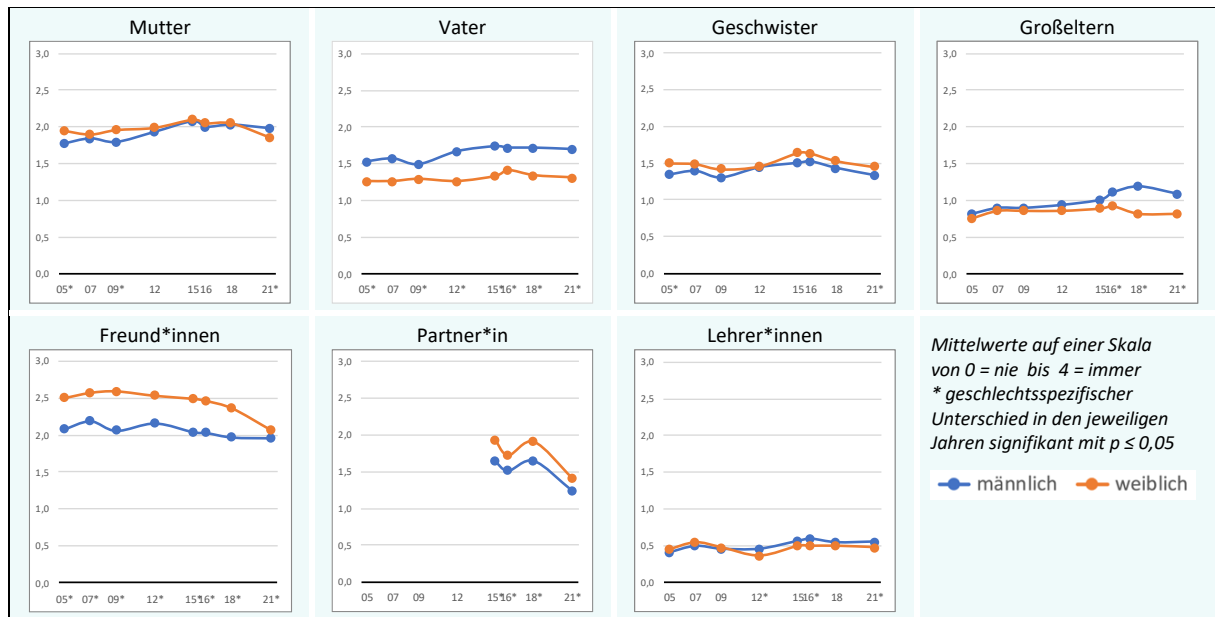 Mutter
3,0
2,5
2,0
1,5
1,0
0,5
0,0
05* 07 09* 12 15 16 18 21*
Vater
3,0
2,5
2,0
1,5
1,0
0,5
0,0
05* 07 09* 12* 15* 16* 18* 21*
Geschwister
3,0
2,5
2,0
1,5
1,0
0,5
0,0
05* 07 09 12 15 16 18 21*
Großeltern
3,0
2,5
2,0
1,5
1,0
0,5
0,0
05 07 09 12 15* 16* 18* 21*
Freund*innen
3,0
2,5
2,0
1,5
1,0
0,5
0,0
05* 07* 09* 12* 15* 16* 18* 21*
Partner*in
3,0
2,5
2,0
1,5
1,0
0,5
0,0
05 07 09 12 15* 16* 18* 21*
Lehrer*innen
3,0
2,5
2,0
1,5
1,0
0,5
0,0
05 07 09 12* 15 16* 18 21*
Mittelwerte auf einer Skala
von 0 = nie bis 4 = immer
* geschlechtsspezifischer
Unterschied in den jeweiligen
Jahren signifikant mit p ≤ 0,05
männlich weiblich